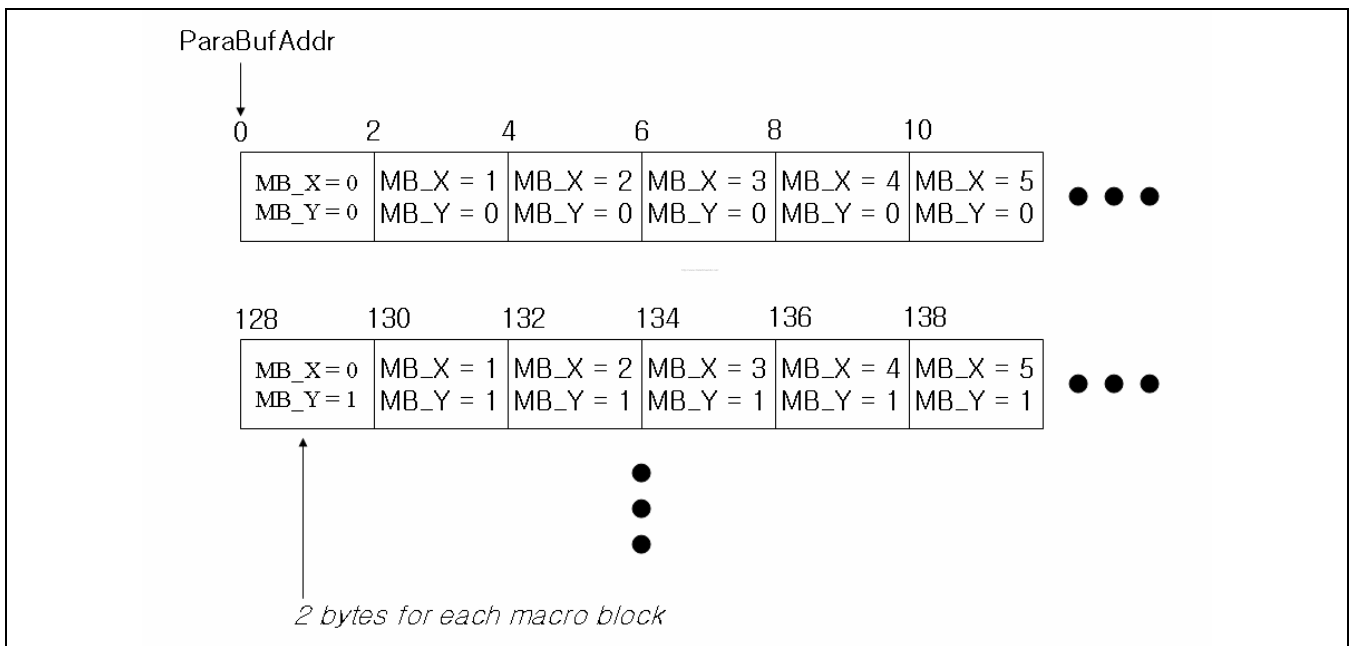 ParaBufAddr
0 2 4 6 8 10
MB_X = 0 MB_X = 1 MB_X = 2 MB_X = 3 MB_X = 4 MB_X = 5
MB_Y = 0 MB_Y = 0 MB_Y = 0 MB_Y = 0 MB_Y = 0 MB_Y = 0
128 130 132 134 136 138
MB_X = 0 MB_X = 1 MB_X = 2 MB_X = 3 MB_X = 4 MB_X = 5
MB_Y = 1 MB_Y = 1 MB_Y = 1 MB_Y = 1 MB_Y = 1 MB_Y = 1
2 bytes for each macro block